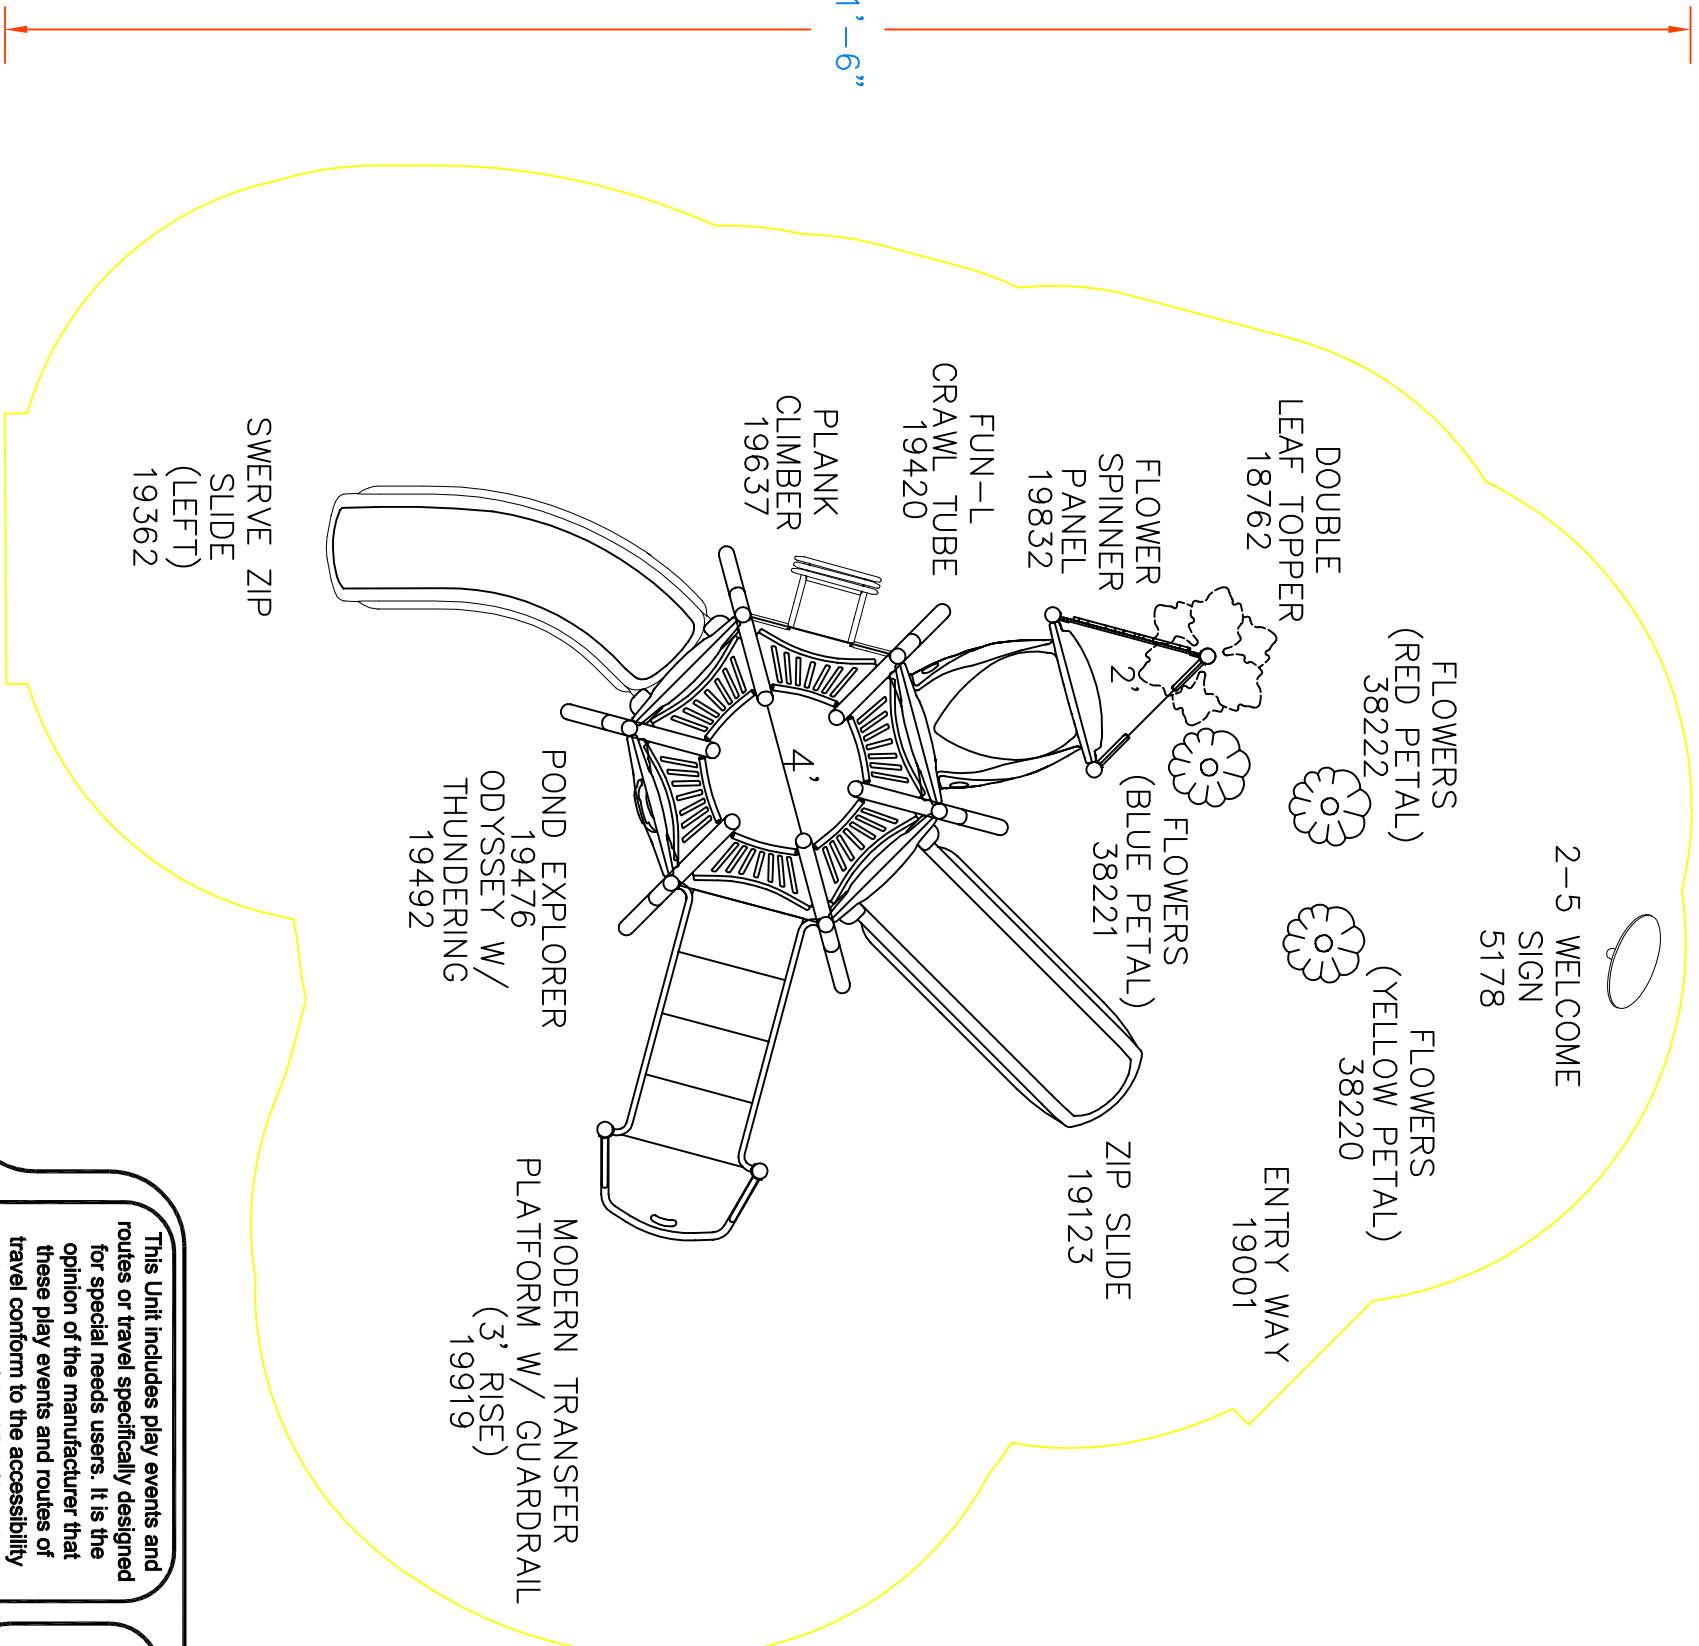 1'-6"
DOUBLE
LEAF TOPPER
18762
FLOWER
SPINNER
PANEL
19832
FUN-L
CRAWL TUBE
19420
PLANK
CLIMBER
19637
SWERVE ZIP
SLIDE
(LEFT)
19362
FLOWERS
(RED PETAL)
38222
2-5 WELCOME
SIGN
5178
FLOWERS
(BLUE PETAL)
38221
FLOWERS
(YELLOW PETAL)
38220
2'
4'
POND EXPLORER
19476
ODYSSEY W/
THUNDERING
19492
ENTRY WAY
19001
ZIP SLIDE
19123
MODERN TRANSFER
PLATFORM W/ GUARDRAIL
(3' RISE)
19919
This Unit includes play events and
routes or travel specifically designed
for special needs users. It is the
opinion of the manufacturer that
these play events and routes of
travel conform to the accessibility